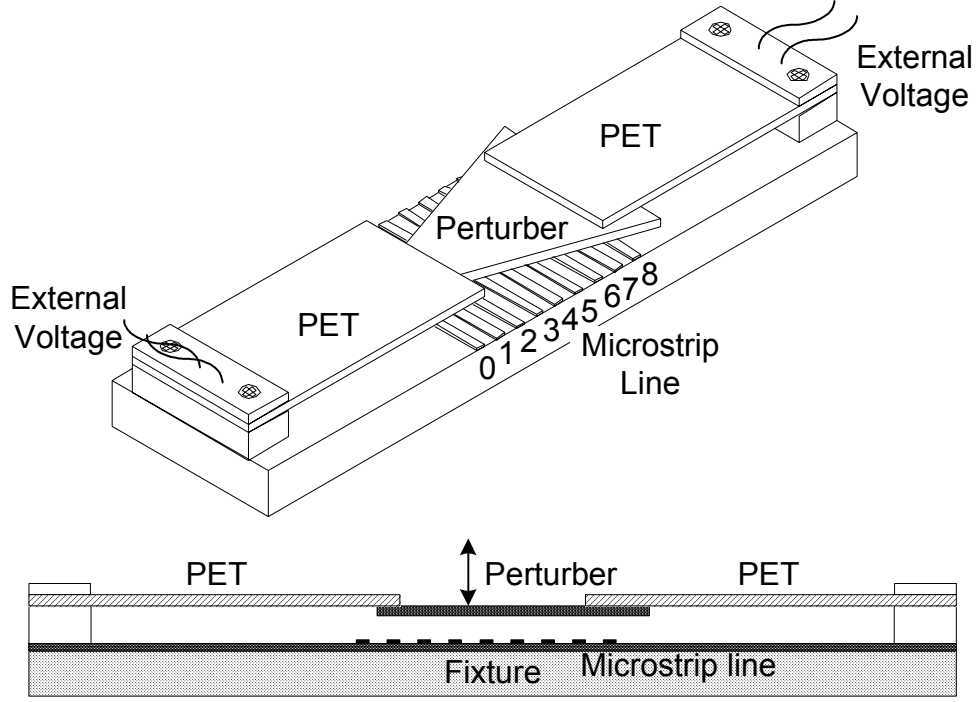 External
Voltage
PET
Perturber
External
Voltage
PET
0 1 2 3 4 5 6 7 8
Microstrip
Line
PET
Perturber
PET
Fixture
Microstrip line